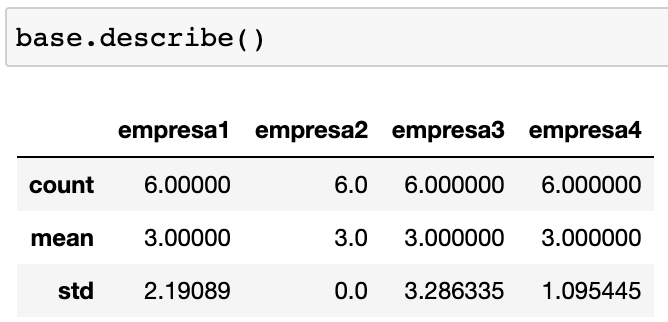 base.describe()
empresa1 empresa2 empresa3 empresa4
count 6.00000 6.0 6.000000 6.000000
mean 3.00000 3.0 3.000000 3.000000
std 2.19089 0.0 3.286335 1.095445